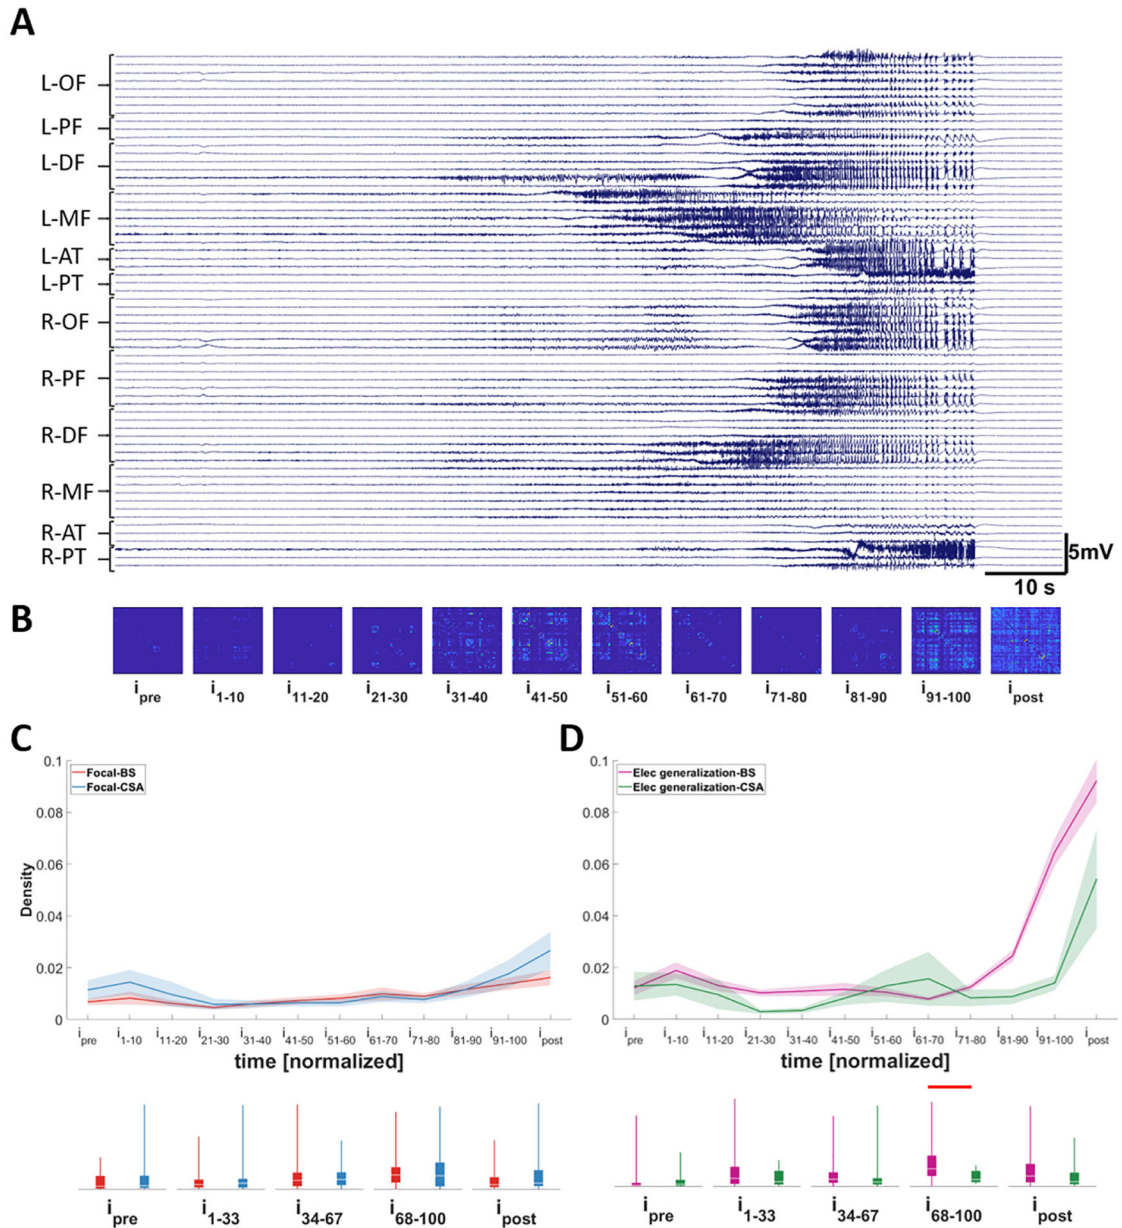 A
L-OF
L-PF
L-DF
L-MF
L-AT
L-PT
R-OF
R-PF
R-DF
R-MF
R-AT
R-PT
5mV
10 s
B
ipre i1-10 i11-20 i21-30 i31-40 i41-50 i51-60 i61-70 i71-80 i81-90 i91-100 ipost
C
Focal-BS
Focal-CSA
0.1
0.08
0.06
0.04
0.02
0
Density
ipre i1-10 i11-20 i21-30 i31-40 i41-50 i51-60 i61-70 i71-80 i81-90 i91-100 ipost
time [normalized]
ipre i1-33 i34-67 i68-100 ipost
D
Elec generalization-BS
Elec generalization-CSA
0.1
0.08
0.06
0.04
0.02
0
ipre i1-10 i11-20 i21-30 i31-40 i41-50 i51-60 i61-70 i71-80 i81-90 i91-100 ipost
time [normalized]
ipre i1-33 i34-67 i68-100 ipost